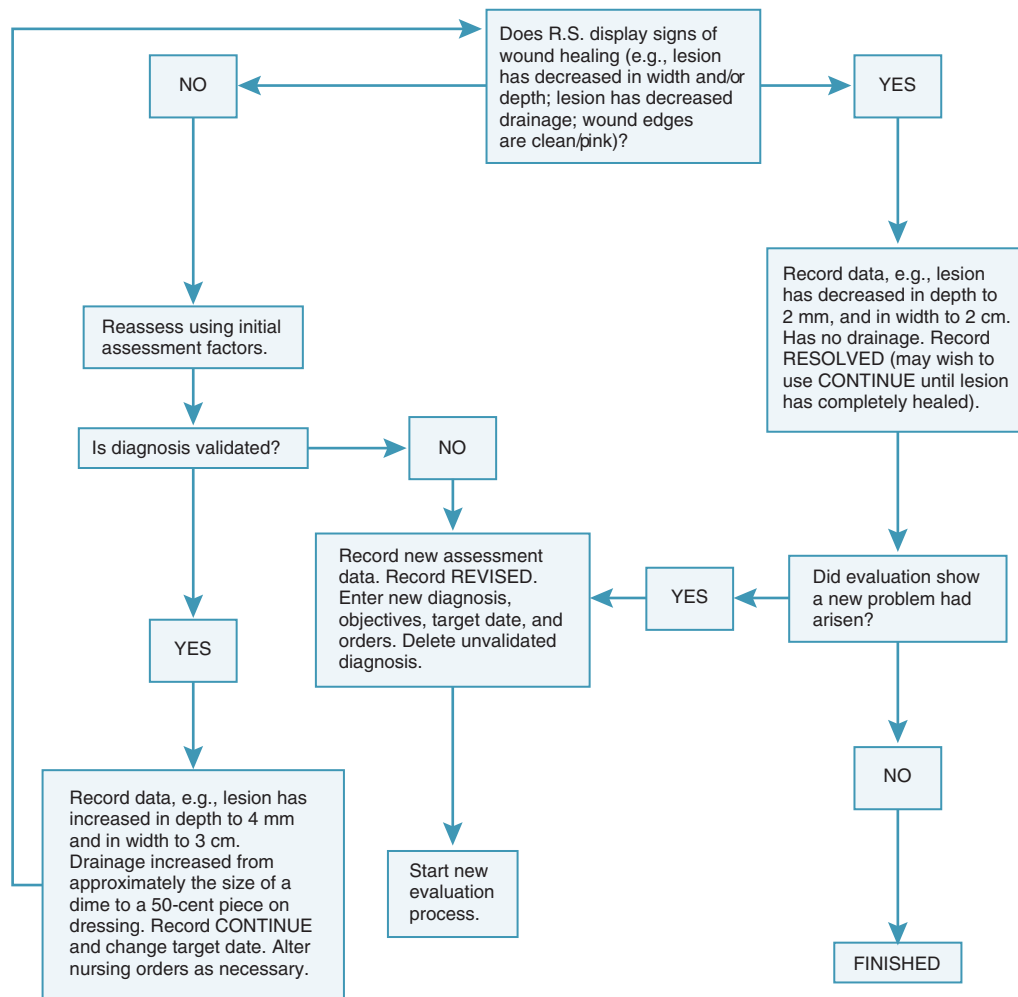 Does R.S. display signs of
wound healing (e.g., lesion
has decreased in width and/or
depth; lesion has decreased
drainage; wound edges
are clean/pink)?
NO
YES
Record data, e.g., lesion
has decreased in depth to
2 mm, and in width to 2 cm.
Has no drainage. Record
RESOLVED (may wish to
use CONTINUE until lesion
has completely healed).
Reassess using initial
assessment factors.
Is diagnosis validated?
NO
Record new assessment
data. Record REVISED.
Enter new diagnosis,
objectives, target date, and
orders. Delete unvalidated
diagnosis.
YES
Did evaluation show
a new problem had
arisen?
YES
NO
Record data, e.g., lesion has
increased in depth to 4 mm
and in width to 3 cm.
Drainage increased from
approximately the size of a
dime to a 50-cent piece on
dressing. Record CONTINUE
and change target date. Alter
nursing orders as necessary.
Start new
evaluation
process.
FINISHED